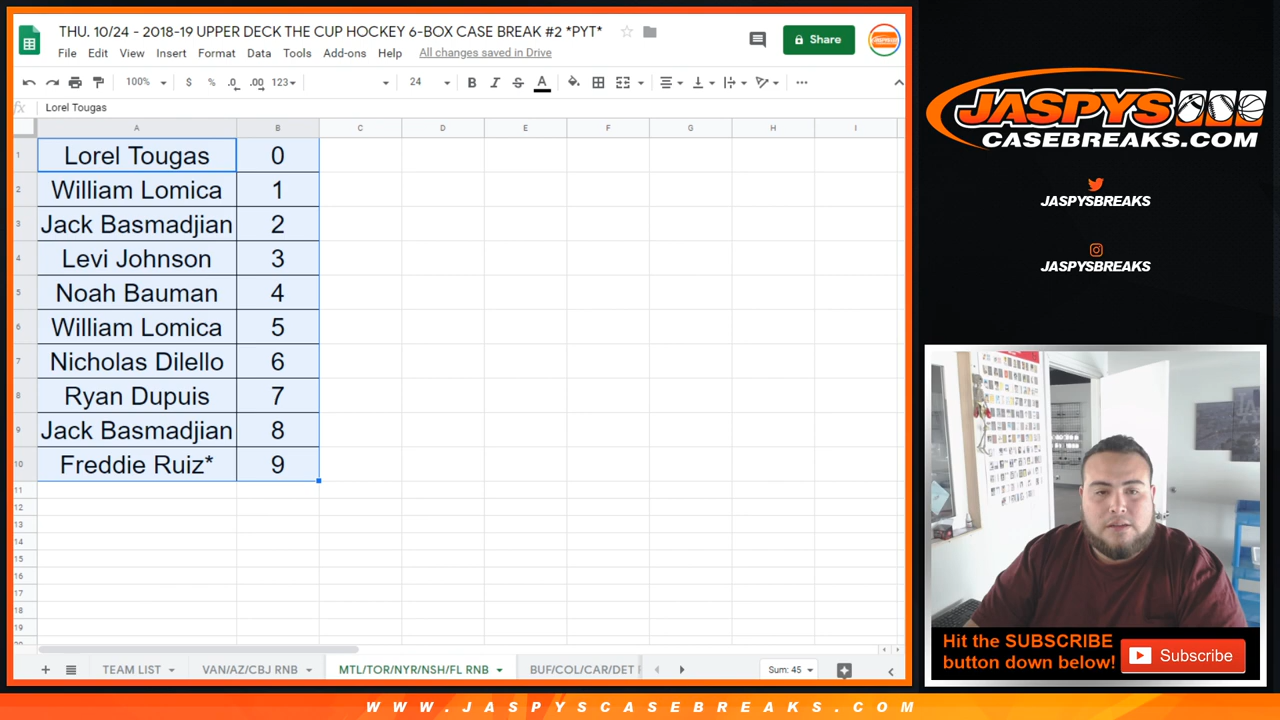 THU. 10/24 - 2018-19 UPPER DECK THE CUP HOCKEY 6-BOX CASE BREAK #2 *PYT*
File Edit View Insert Format Data Tools Add-ons Help All changes saved in Drive
Share
100% $ % .0 .00 123 24 B I S A
fx Lorel Tougas
A B C D E F G H I
1 Lorel Tougas 0
2 William Lomica 1
3 Jack Basmadjian 2
4 Levi Johnson 3
5 Noah Bauman 4
6 William Lomica 5
7 Nicholas Dilello 6
8 Ryan Dupuis 7
9 Jack Basmadjian 8
10 Freddie Ruiz* 9
11
12
13
14
15
16
17
18
19
TEAM LIST VAN/AZ/CBJ RNB MTL/TOR/NYR/NSH/FL RNB BUF/COL/CAR/DET Sum: 45
JASPYS
CASEBREAKS.COM
JASPYSBREAKS
JASPYSBREAKS
Hit the SUBSCRIBE
button down below!
Subscribe
WWW.JASPYSCASEBREAKS.COM